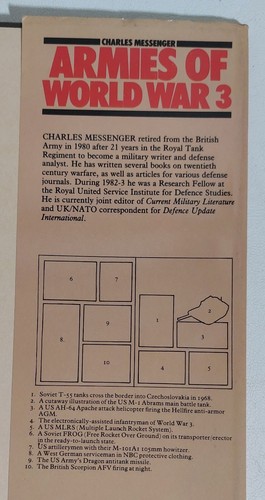 CHARLES MESSENGER
ARMIES OF
WORLD WAR 3
CHARLES MESSENGER retired from the British
Army in 1980 after 21 years in the Royal Tank
Regiment to become a military writer and defense
analyst. He has written several books on twentieth
century warfare, as well as articles for various defense
journals. During 1982-3 he was a Research Fellow at
the Royal United Service Institute for Defence Studies.
He is currently joint editor of Current Military Literature
and UK/NATO correspondent for Defence Update
International.
6
7
9
10
8
1
2
3
4
5
1. Soviet T-55 tanks cross the border into Czechoslovakia in 1968.
2. A cutaway illustration of the US M-1 Abrams main battle tank.
3. A US AH-64 Apache attack helicopter firing the Hellfire anti-armor
AGM.
4. The electronically-assisted infantryman of World War 3.
5. A US MLRS (Multiple Launch Rocket System).
6. A Soviet FROG (Free Rocket Over Ground) on its transporter/erector
in the ready-to-launch state.
7. US artillerymen with their M-101A1 105mm howitzer.
8. A West German serviceman in NBC protective clothing.
9. The US Army's Dragon antitank missile.
10. The British Scorpion AFV firing at night.